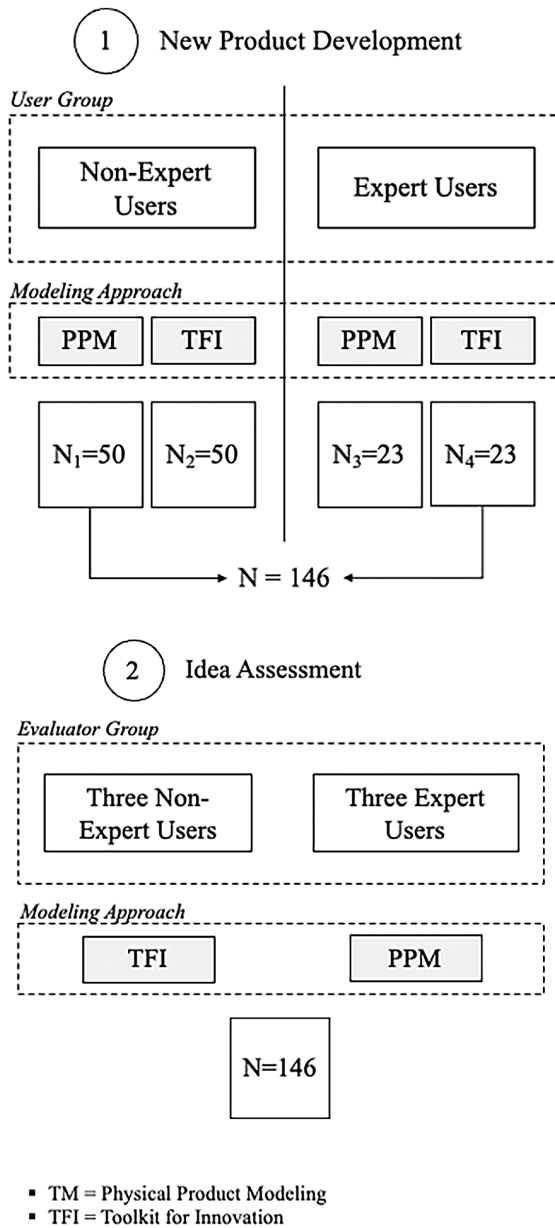 1 New Product Development
User Group
Non-Expert
Users
Expert Users
Modeling Approach
PPM TFI PPM TFI
N₁=50 N₂=50 N₃=23 N₄=23
N = 146
2 Idea Assessment
Evaluator Group
Three Non-
Expert Users
Three Expert
Users
Modeling Approach
TFI PPM
N=146
▪ TM = Physical Product Modeling
▪ TFI = Toolkit for Innovation